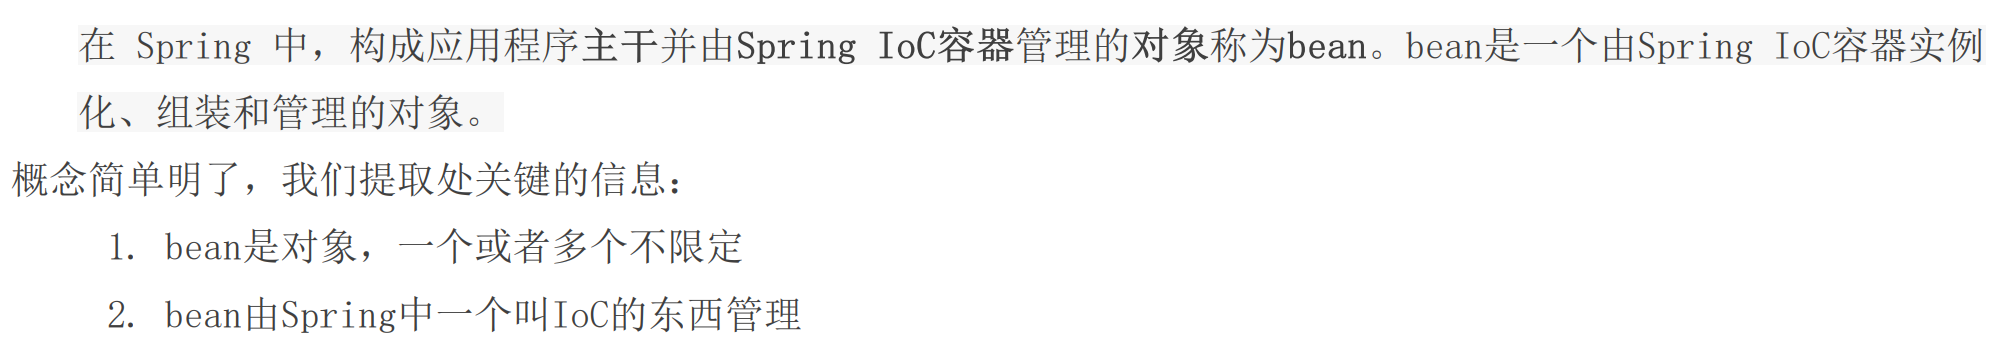 在 Spring 中，构成应用程序主干并由Spring IoC容器管理的对象称为bean。bean是一个由Spring IoC容器实例
化、组装和管理的对象。
概念简单明了，我们提取处关键的信息：
1. bean是对象，一个或者多个不限定
2. bean由Spring中一个叫IoC的东西管理